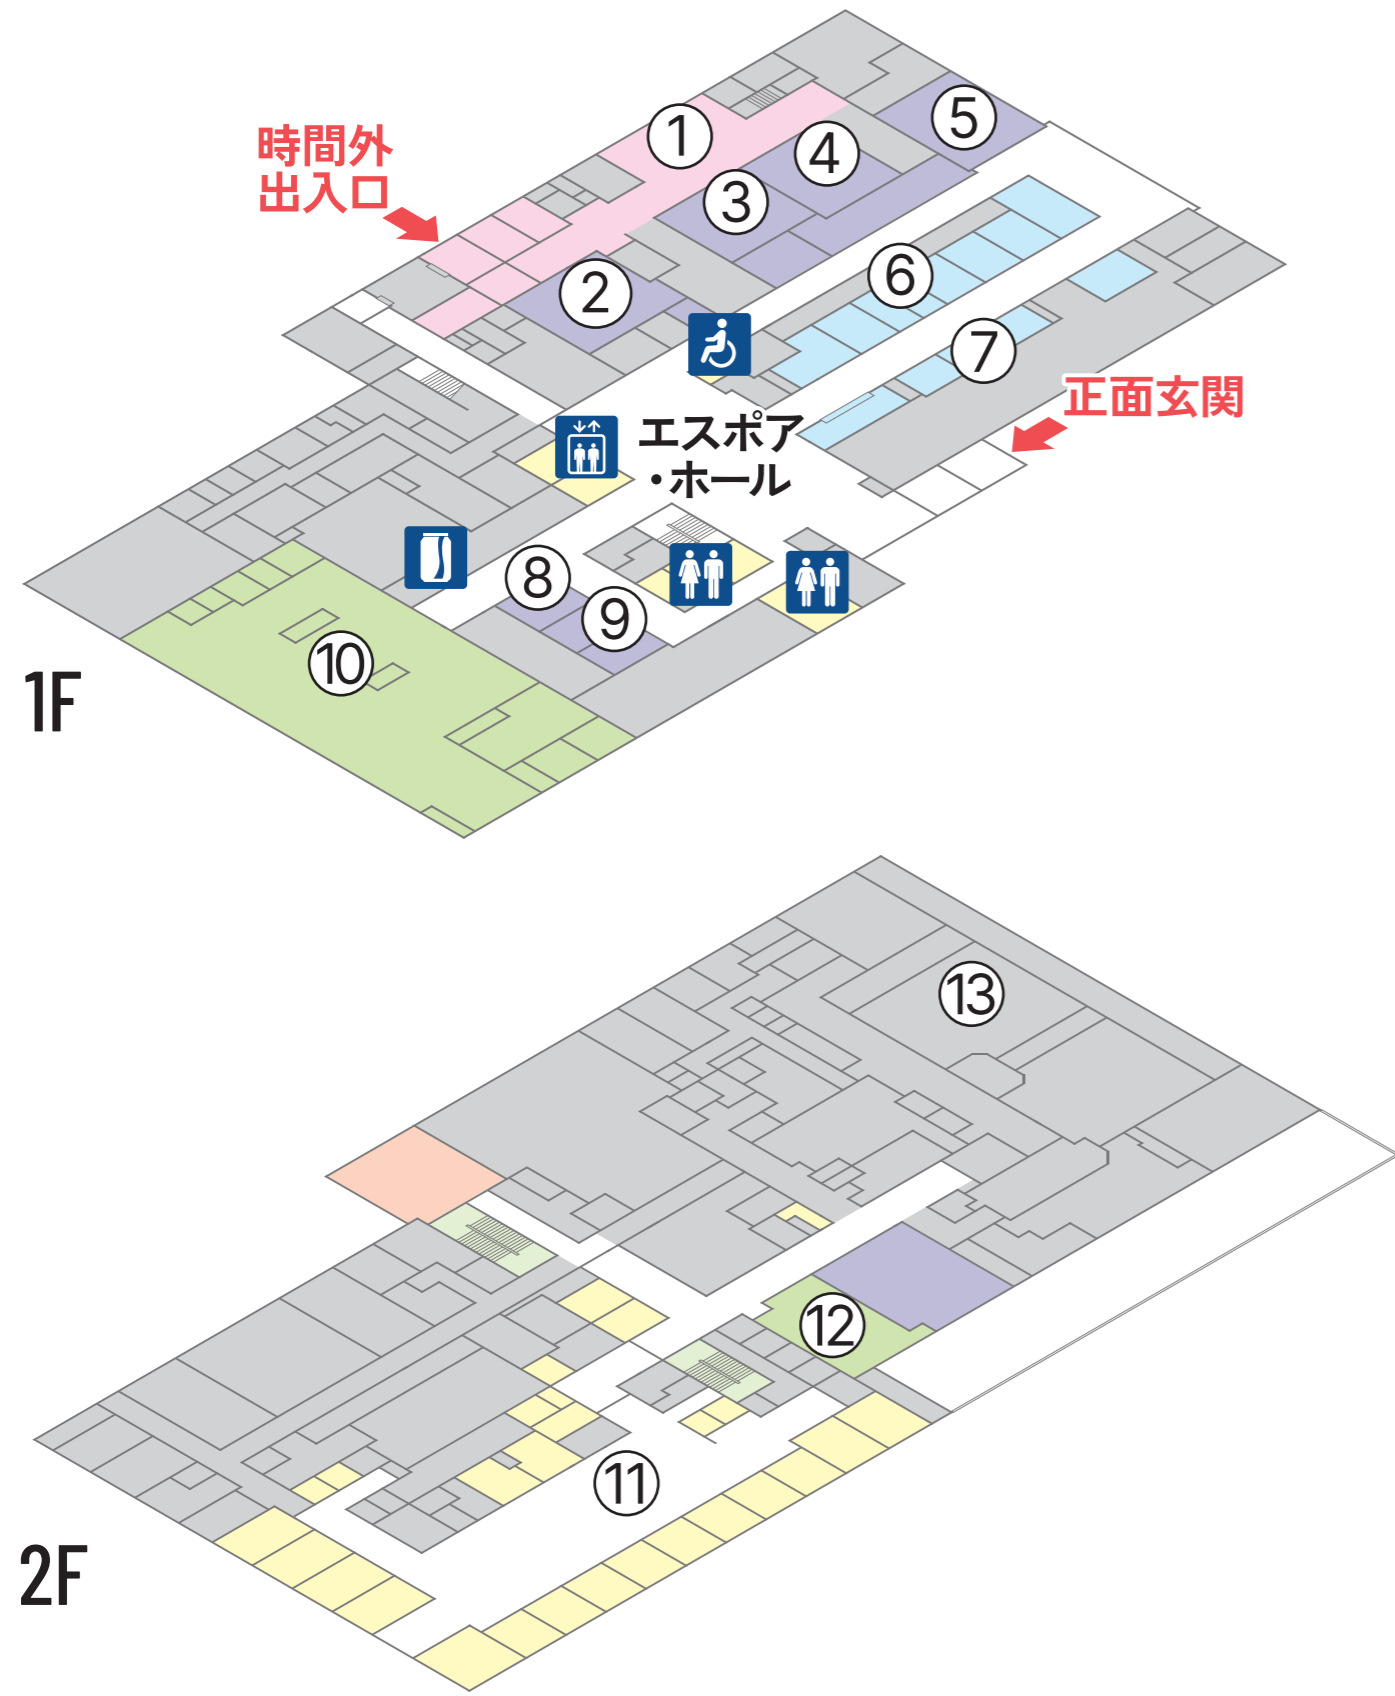 ①
②
③
④
⑤
時間外
出入口
⑥
⑦
正面玄関
エスポア
・ホール
⑧
⑨
⑩
1F
⑬
⑫
⑪
2F